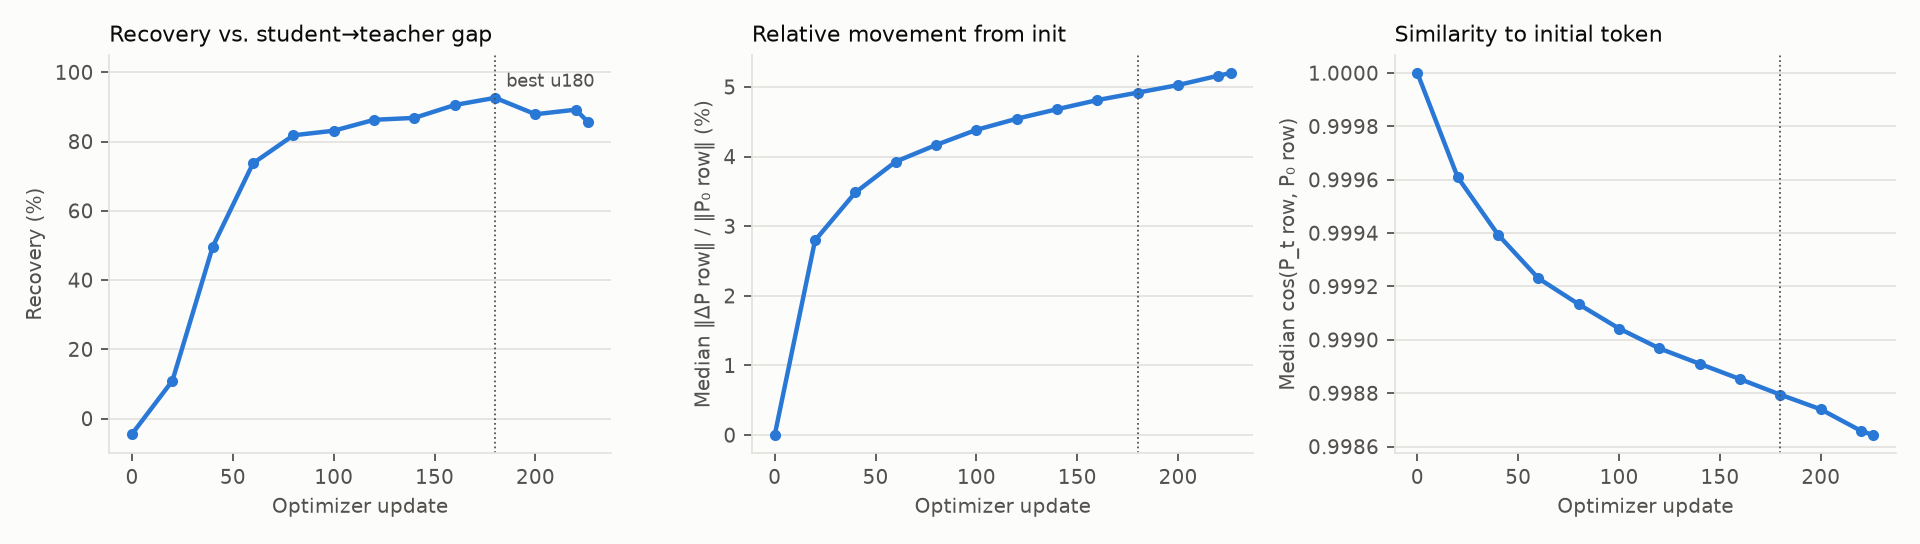 Recovery vs. student→teacher gap
Recovery (%)
100
80
60
40
20
0
best u180
0 50 100 150 200
Optimizer update
Relative movement from init
Median ‖ΔP row‖ / ‖P₀ row‖ (%)
5
4
3
2
1
0
0 50 100 150 200
Optimizer update
Similarity to initial token
Median cos(P_t row, P₀ row)
1.0000
0.9998
0.9996
0.9994
0.9992
0.9990
0.9988
0.9986
0 50 100 150 200
Optimizer update